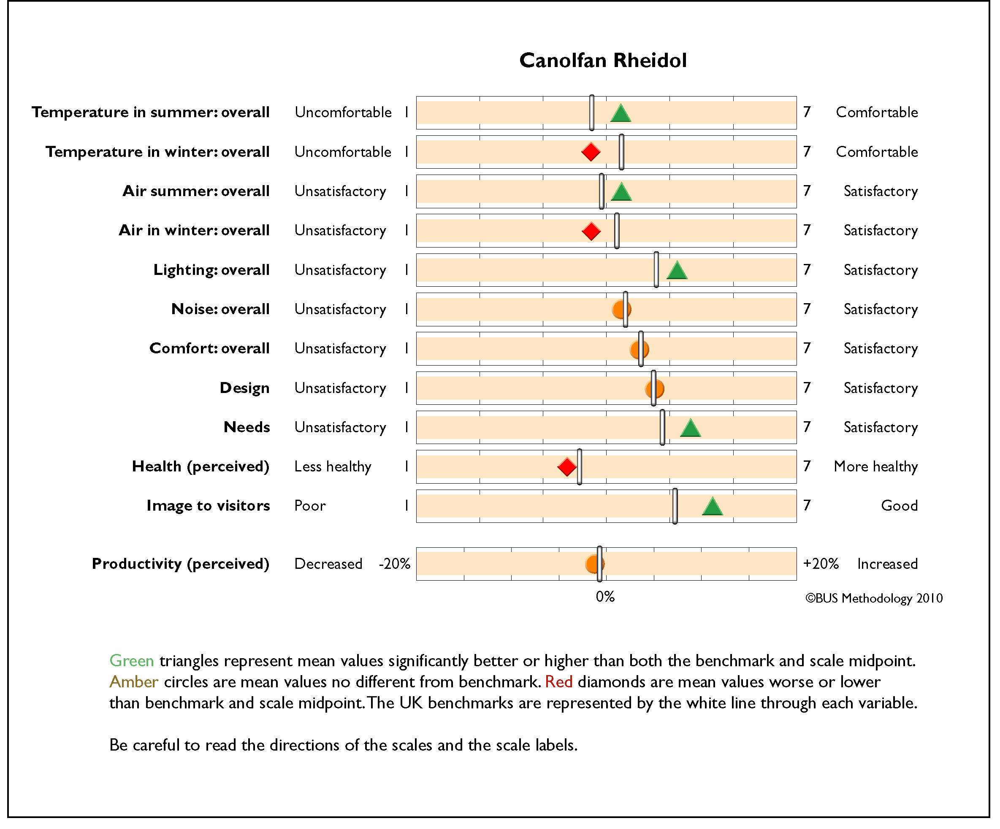 Canolfan Rheidol
Temperature in summer: overall Uncomfortable 1 7 Comfortable
Temperature in winter: overall Uncomfortable 1 7 Comfortable
Air summer: overall Unsatisfactory 1 7 Satisfactory
Air in winter: overall Unsatisfactory 1 7 Satisfactory
Lighting: overall Unsatisfactory 1 7 Satisfactory
Noise: overall Unsatisfactory 1 7 Satisfactory
Comfort: overall Unsatisfactory 1 7 Satisfactory
Design Unsatisfactory 1 7 Satisfactory
Needs Unsatisfactory 1 7 Satisfactory
Health (perceived) Less healthy 1 7 More healthy
Image to visitors Poor 1 7 Good
Productivity (perceived) Decreased -20% +20% Increased
0% ©BUS Methodology 2010
Green triangles represent mean values significantly better or higher than both the benchmark and scale midpoint.
Amber circles are mean values no different from benchmark. Red diamonds are mean values worse or lower
than benchmark and scale midpoint. The UK benchmarks are represented by the white line through each variable.
Be careful to read the directions of the scales and the scale labels.